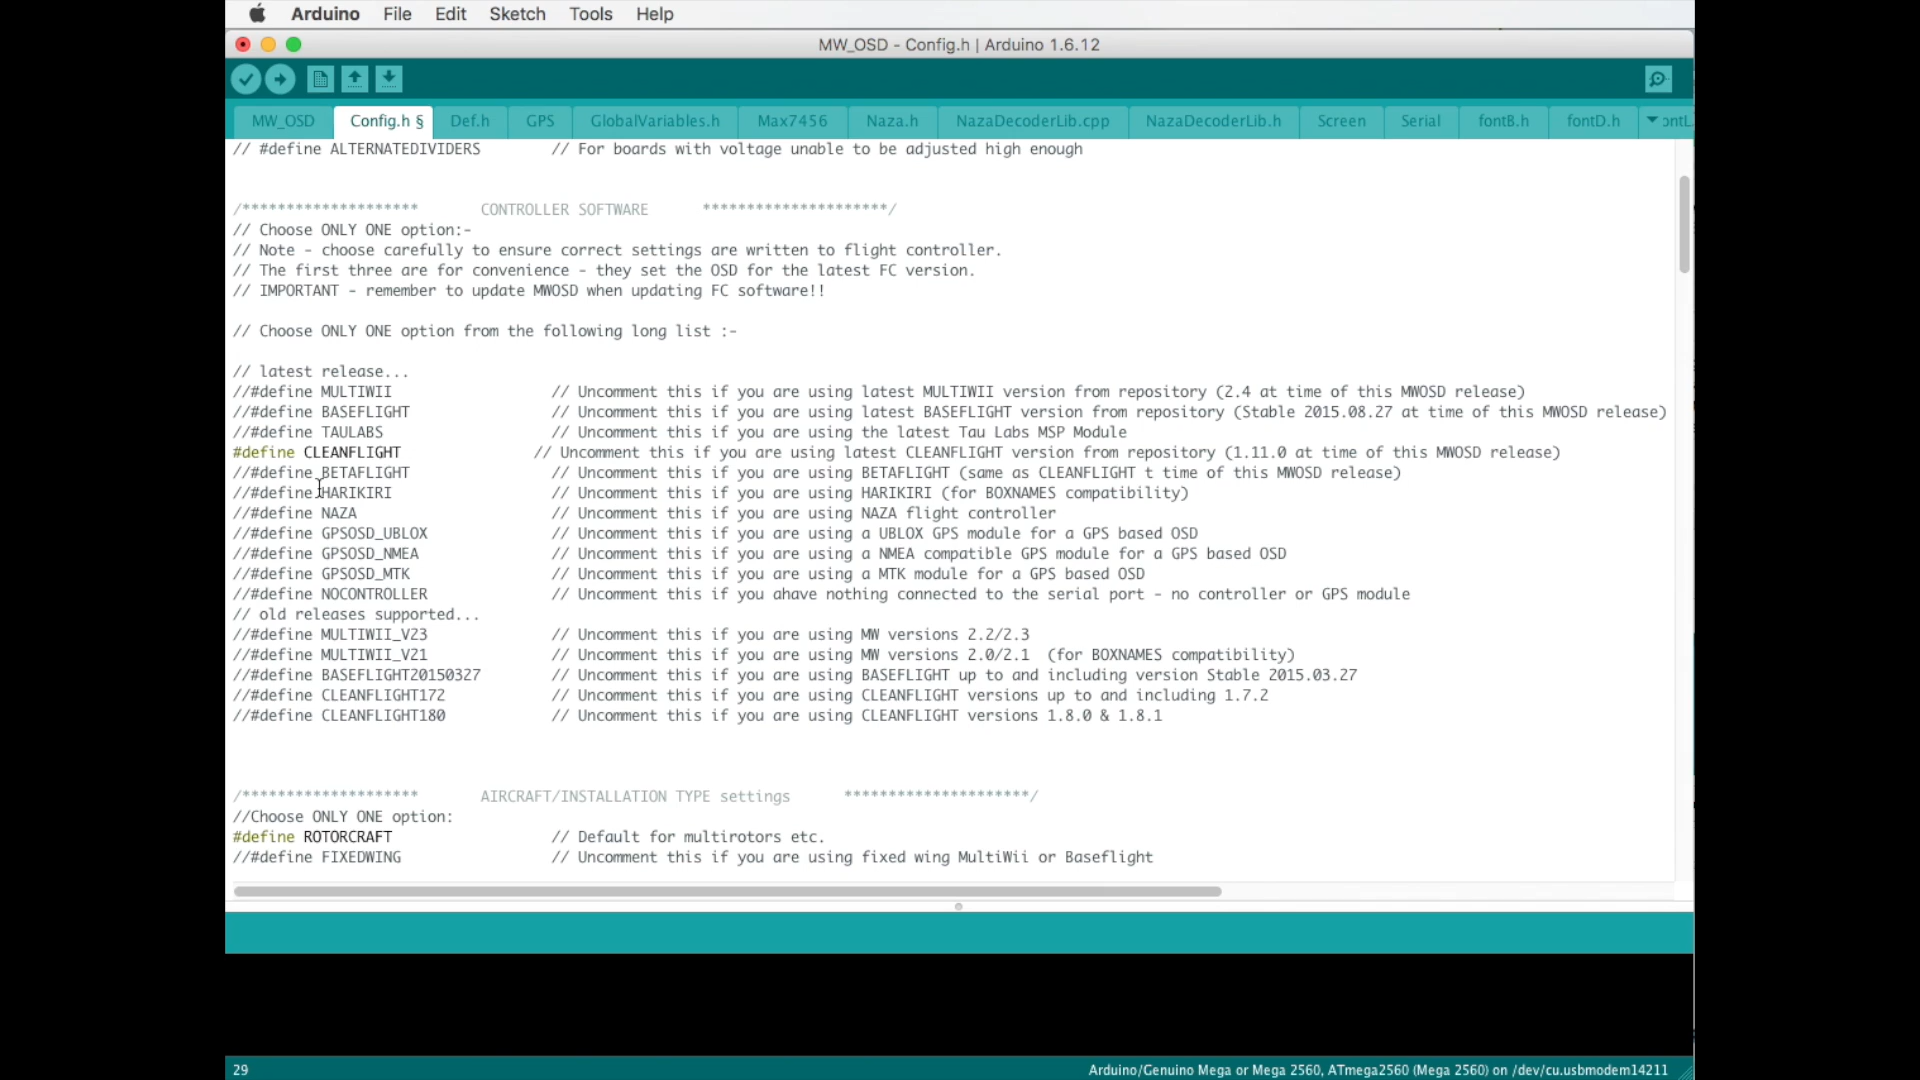 Arduino File Edit Sketch Tools Help
MW_OSD - Config.h | Arduino 1.6.12
MW_OSD Config.h § Def.h GPS GlobalVariables.h Max7456 Naza.h NazaDecoderLib.cpp NazaDecoderLib.h Screen Serial fontB.h fontD.h
// #define ALTERNATEDIVIDERS // For boards with voltage unable to be adjusted high enough
/******************** CONTROLLER SOFTWARE *********************/
// Choose ONLY ONE option:-
// Note - choose carefully to ensure correct settings are written to flight controller.
// The first three are for convenience - they set the OSD for the latest FC version.
// IMPORTANT - remember to update MWOSD when updating FC software!!
// Choose ONLY ONE option from the following long list :-
// latest release...
//#define MULTIWII // Uncomment this if you are using latest MULTIWII version from repository (2.4 at time of this MWOSD release)
//#define BASEFLIGHT // Uncomment this if you are using latest BASEFLIGHT version from repository (Stable 2015.08.27 at time of this MWOSD release)
//#define TAULABS // Uncomment this if you are using the latest Tau Labs MSP Module
#define CLEANFLIGHT // Uncomment this if you are using latest CLEANFLIGHT version from repository (1.11.0 at time of this MWOSD release)
//#define BETAFLIGHT // Uncomment this if you are using BETAFLIGHT (same as CLEANFLIGHT t time of this MWOSD release)
//#define HARIKIRI // Uncomment this if you are using HARIKIRI (for BOXNAMES compatibility)
//#define NAZA // Uncomment this if you are using NAZA flight controller
//#define GPSOSD_UBLOX // Uncomment this if you are using a UBLOX GPS module for a GPS based OSD
//#define GPSOSD_NMEA // Uncomment this if you are using a NMEA compatible GPS module for a GPS based OSD
//#define GPSOSD_MTK // Uncomment this if you are using a MTK module for a GPS based OSD
//#define NOCONTROLLER // Uncomment this if you ahave nothing connected to the serial port - no controller or GPS module
// old releases supported...
//#define MULTIWII_V23 // Uncomment this if you are using MW versions 2.2/2.3
//#define MULTIWII_V21 // Uncomment this if you are using MW versions 2.0/2.1 (for BOXNAMES compatibility)
//#define BASEFLIGHT20150327 // Uncomment this if you are using BASEFLIGHT up to and including version Stable 2015.03.27
//#define CLEANFLIGHT172 // Uncomment this if you are using CLEANFLIGHT versions up to and including 1.7.2
//#define CLEANFLIGHT180 // Uncomment this if you are using CLEANFLIGHT versions 1.8.0 & 1.8.1
/******************** AIRCRAFT/INSTALLATION TYPE settings *********************/
//Choose ONLY ONE option:
#define ROTORCRAFT // Default for multirotors etc.
//#define FIXEDWING // Uncomment this if you are using fixed wing MultiWii or Baseflight
29 Arduino/Genuino Mega or Mega 2560, ATmega2560 (Mega 2560) on /dev/cu.usbmodem14211